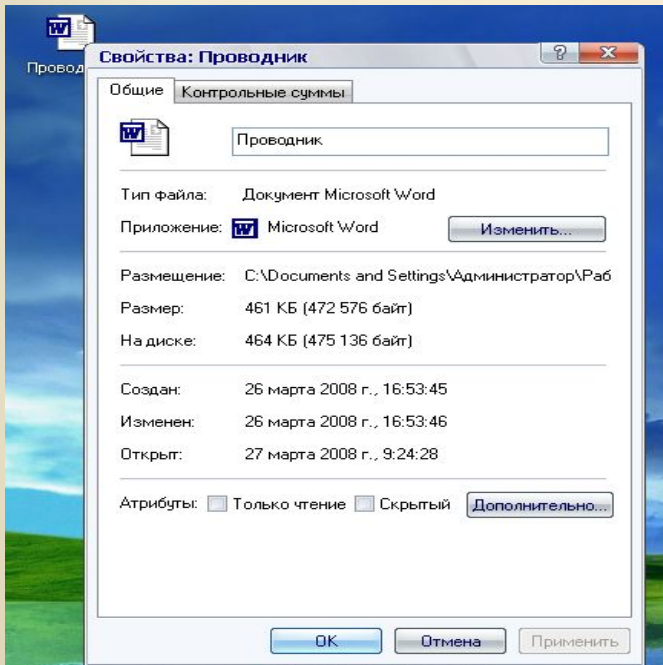 Провод
Свойства: Проводник
Общие
Контрольные суммы
Проводник
Тип файла: Документ Microsoft Word
Приложение: Microsoft Word Изменить...
Размещение: C:\Documents and Settings\Администратор\Раб
Размер: 461 КБ (472 576 байт)
На диске: 464 КБ (475 136 байт)
Создан: 26 марта 2008 г., 16:53:45
Изменен: 26 марта 2008 г., 16:53:46
Открыт: 27 марта 2008 г., 9:24:28
Атрибуты: Только чтение Скрытый Дополнительно...
OK Отмена Применить